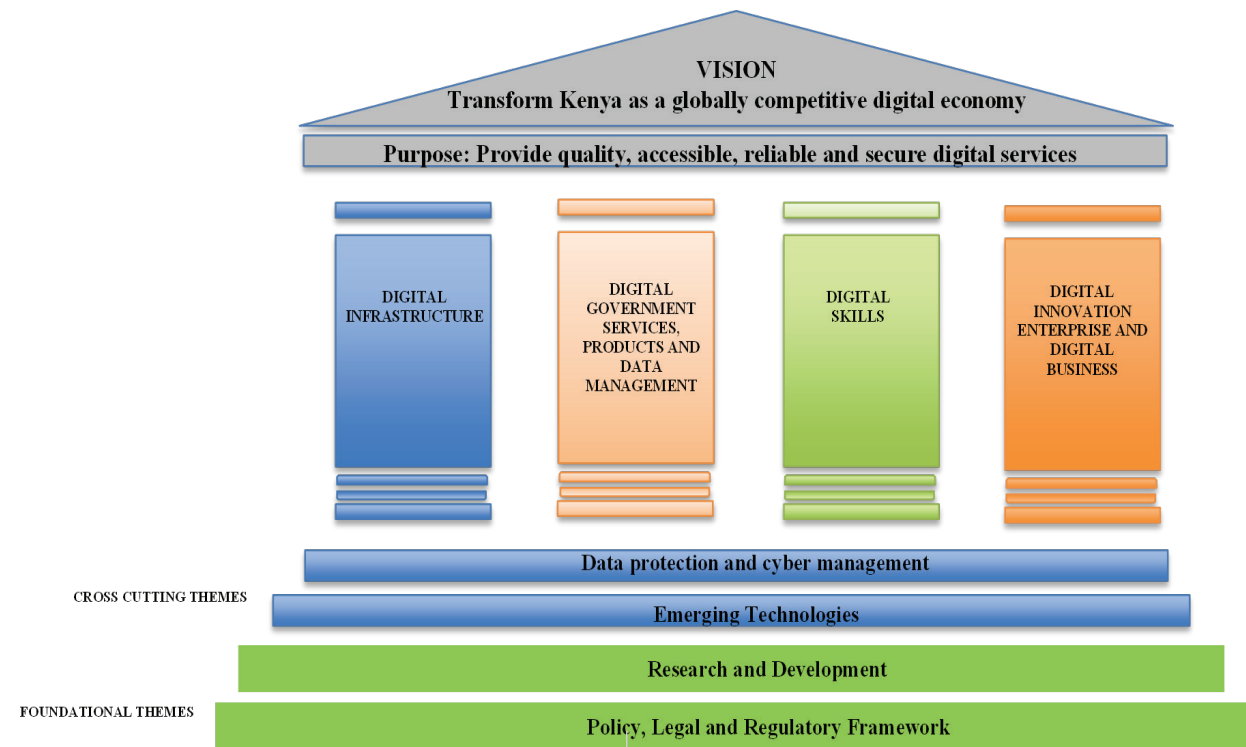 VISION
Transform Kenya as a globally competitive digital economy
Purpose: Provide quality, accessible, reliable and secure digital services
DIGITAL
INFRASTRUCTURE
DIGITAL
GOVERNMENT
SERVICES,
PRODUCTS AND
DATA
MANAGEMENT
DIGITAL
SKILLS
DIGITAL
INNOVATION
ENTERPRISE AND
DIGITAL
BUSINESS
Data protection and cyber management
CROSS CUTTING THEMES
Emerging Technologies
Research and Development
FOUNDATIONAL THEMES
Policy, Legal and Regulatory Framework